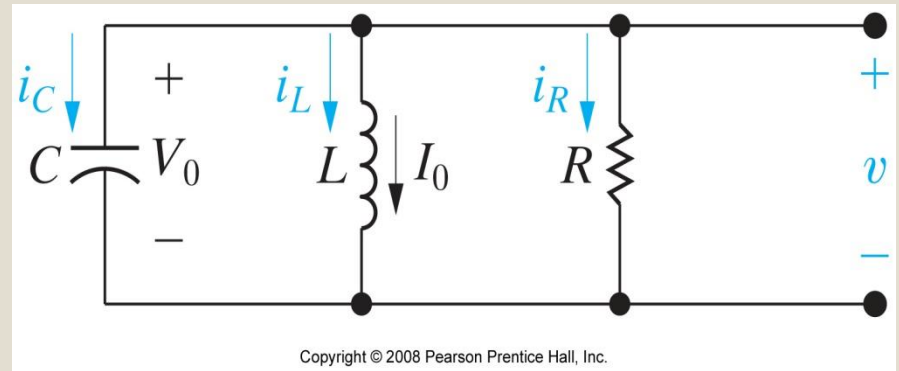 i_C + i_L i_R +
C V_0 L I_0 R v
− −
Copyright © 2008 Pearson Prentice Hall, Inc.